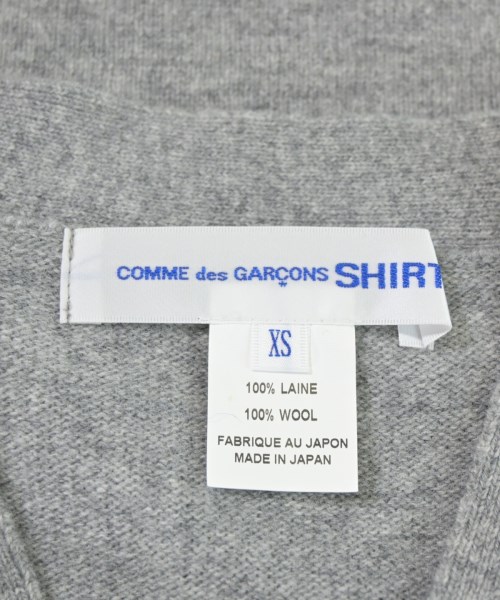 COMME des GARÇONS SHIRT
XS
100% LAINE
100% WOOL
FABRIQUE AU JAPON
MADE IN JAPAN